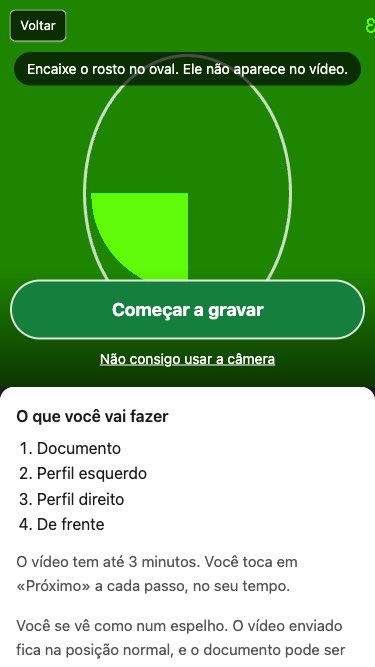 Voltar
Encaixe o rosto no oval. Ele não aparece no vídeo.
Começar a gravar
Não consigo usar a câmera
O que você vai fazer
1. Documento
2. Perfil esquerdo
3. Perfil direito
4. De frente
O vídeo tem até 3 minutos. Você toca em
«Próximo» a cada passo, no seu tempo.
Você se vê como num espelho. O vídeo enviado
fica na posição normal, e o documento pode ser